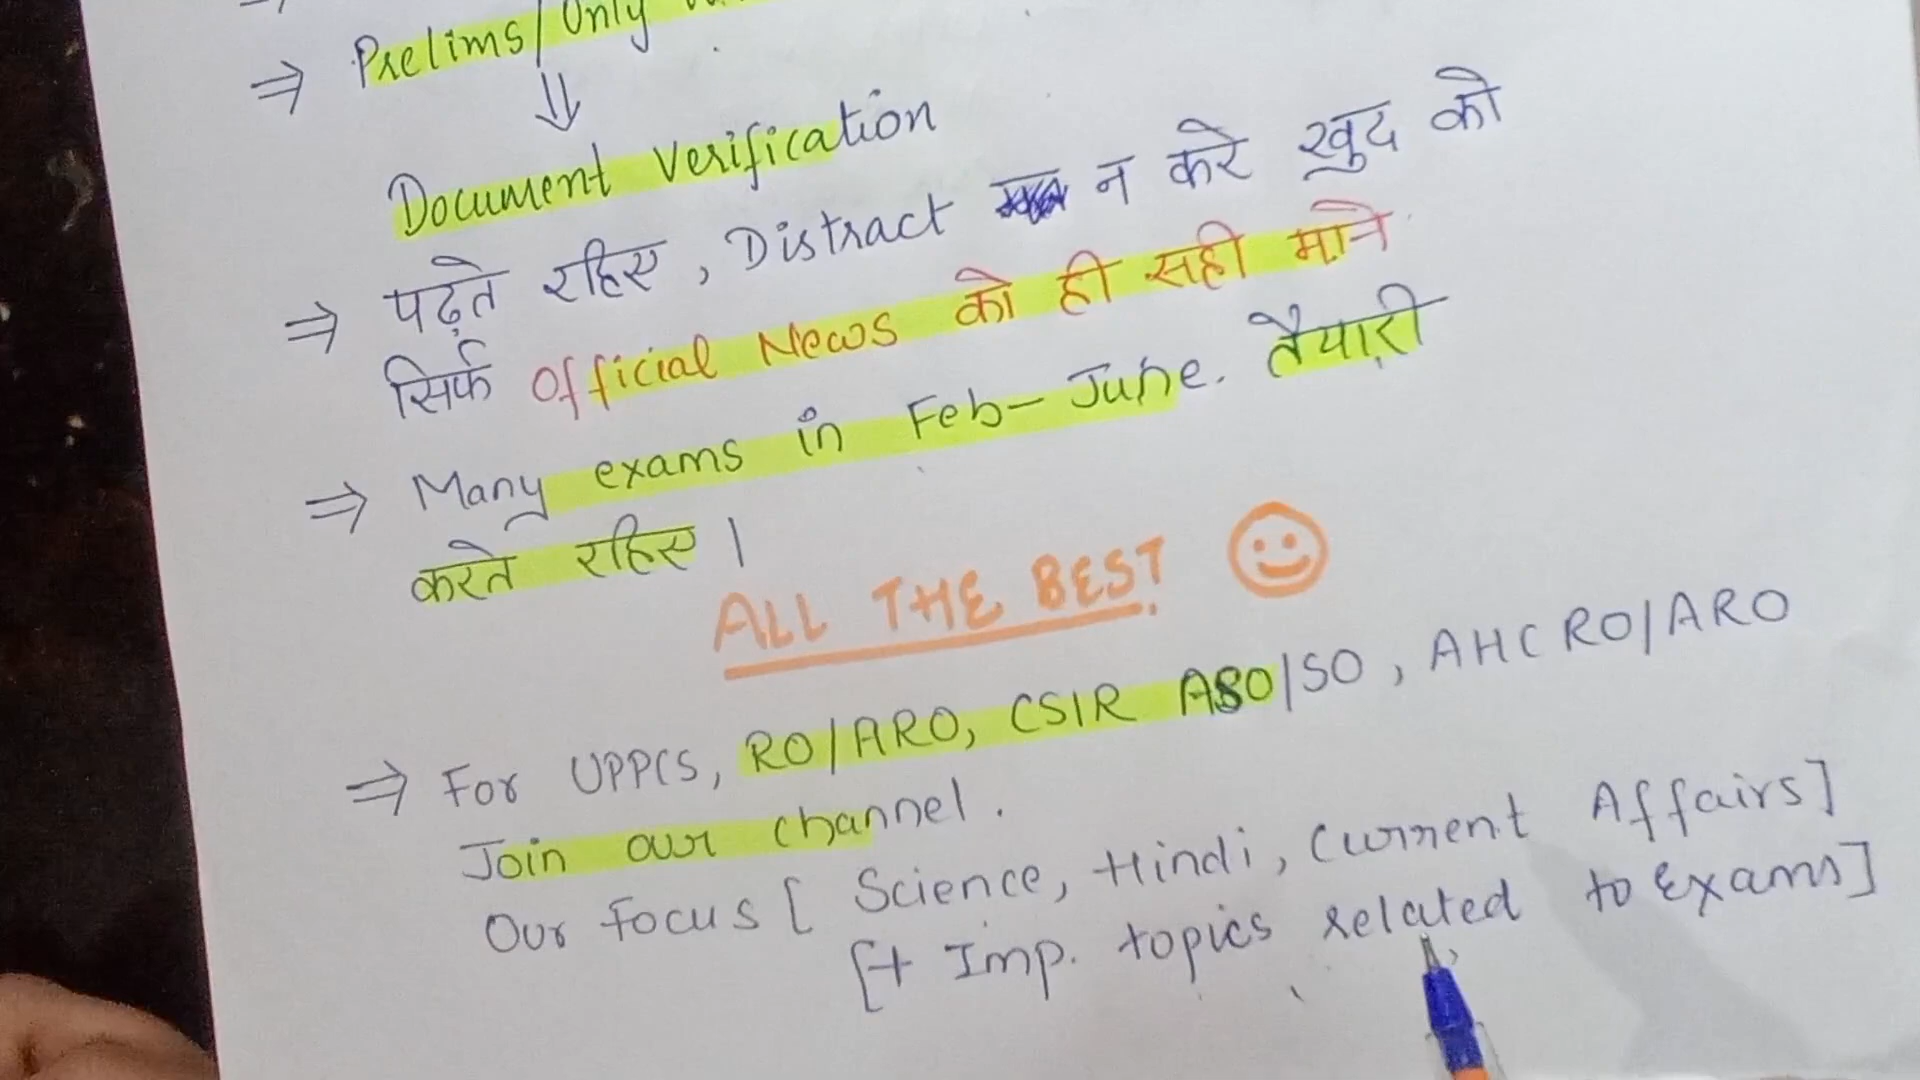 ⇒ Prelims/Only
⇓
Document Verification
⇒ पढ़ते रहिए, Distract न करे खुद को
सिर्फ Official News को ही सही माने
⇒ Many exams in Feb-June. तैयारी
करते रहिए।
ALL THE BEST.
⇒ For UPPCS, RO/ARO, CSIR ASO/SO, AHC RO/ARO
Join our channel.
Our focus [ Science, Hindi, Current Affairs]
[+ Imp. topics related to Exams]